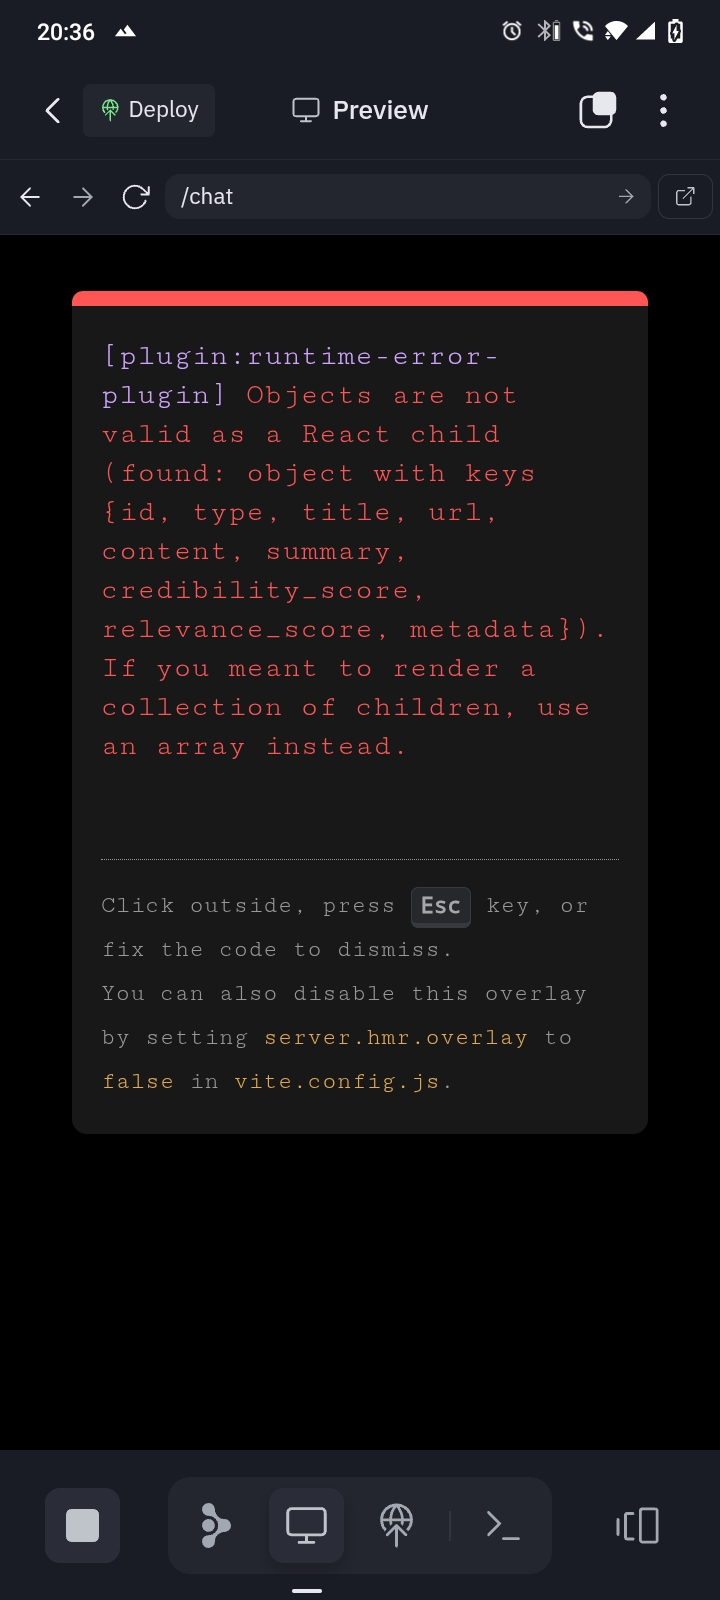 20:36
Deploy
Preview
/chat
[plugin:runtime-error-
plugin] Objects are not
valid as a React child
(found: object with keys
{id, type, title, url,
content, summary,
credibility_score,
relevance_score, metadata}).
If you meant to render a
collection of children, use
an array instead.
Click outside, press Esc key, or
fix the code to dismiss.
You can also disable this overlay
by setting server.hmr.overlay to
false in vite.config.js.